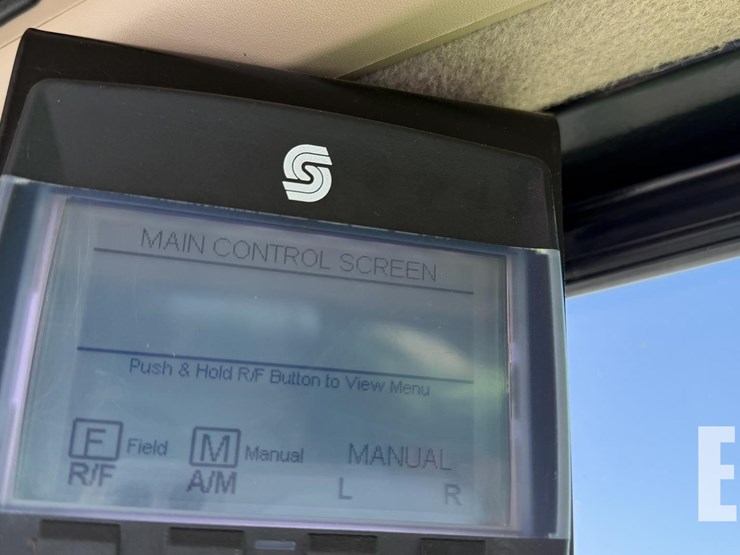 MAIN CONTROL SCREEN
Push & Hold R/F Button to View Menu
F Field M Manual MANUAL
R/F A/M L R
E